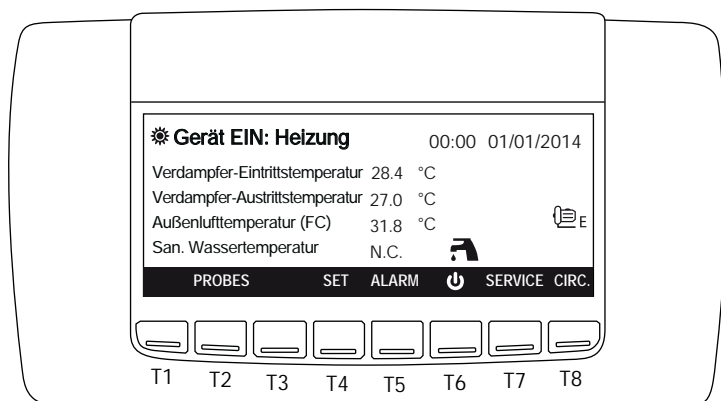 Gerät EIN: Heizung 00:00 01/01/2014
Verdampfer-Eintrittstemperatur 28.4 °C
Verdampfer-Austrittstemperatur 27.0 °C
Außenlufttemperatur (FC) 31.8 °C
E
San. Wassertemperatur N.C.
PROBES SET ALARM SERVICE CIRC.
T1 T2 T3 T4 T5 T6 T7 T8